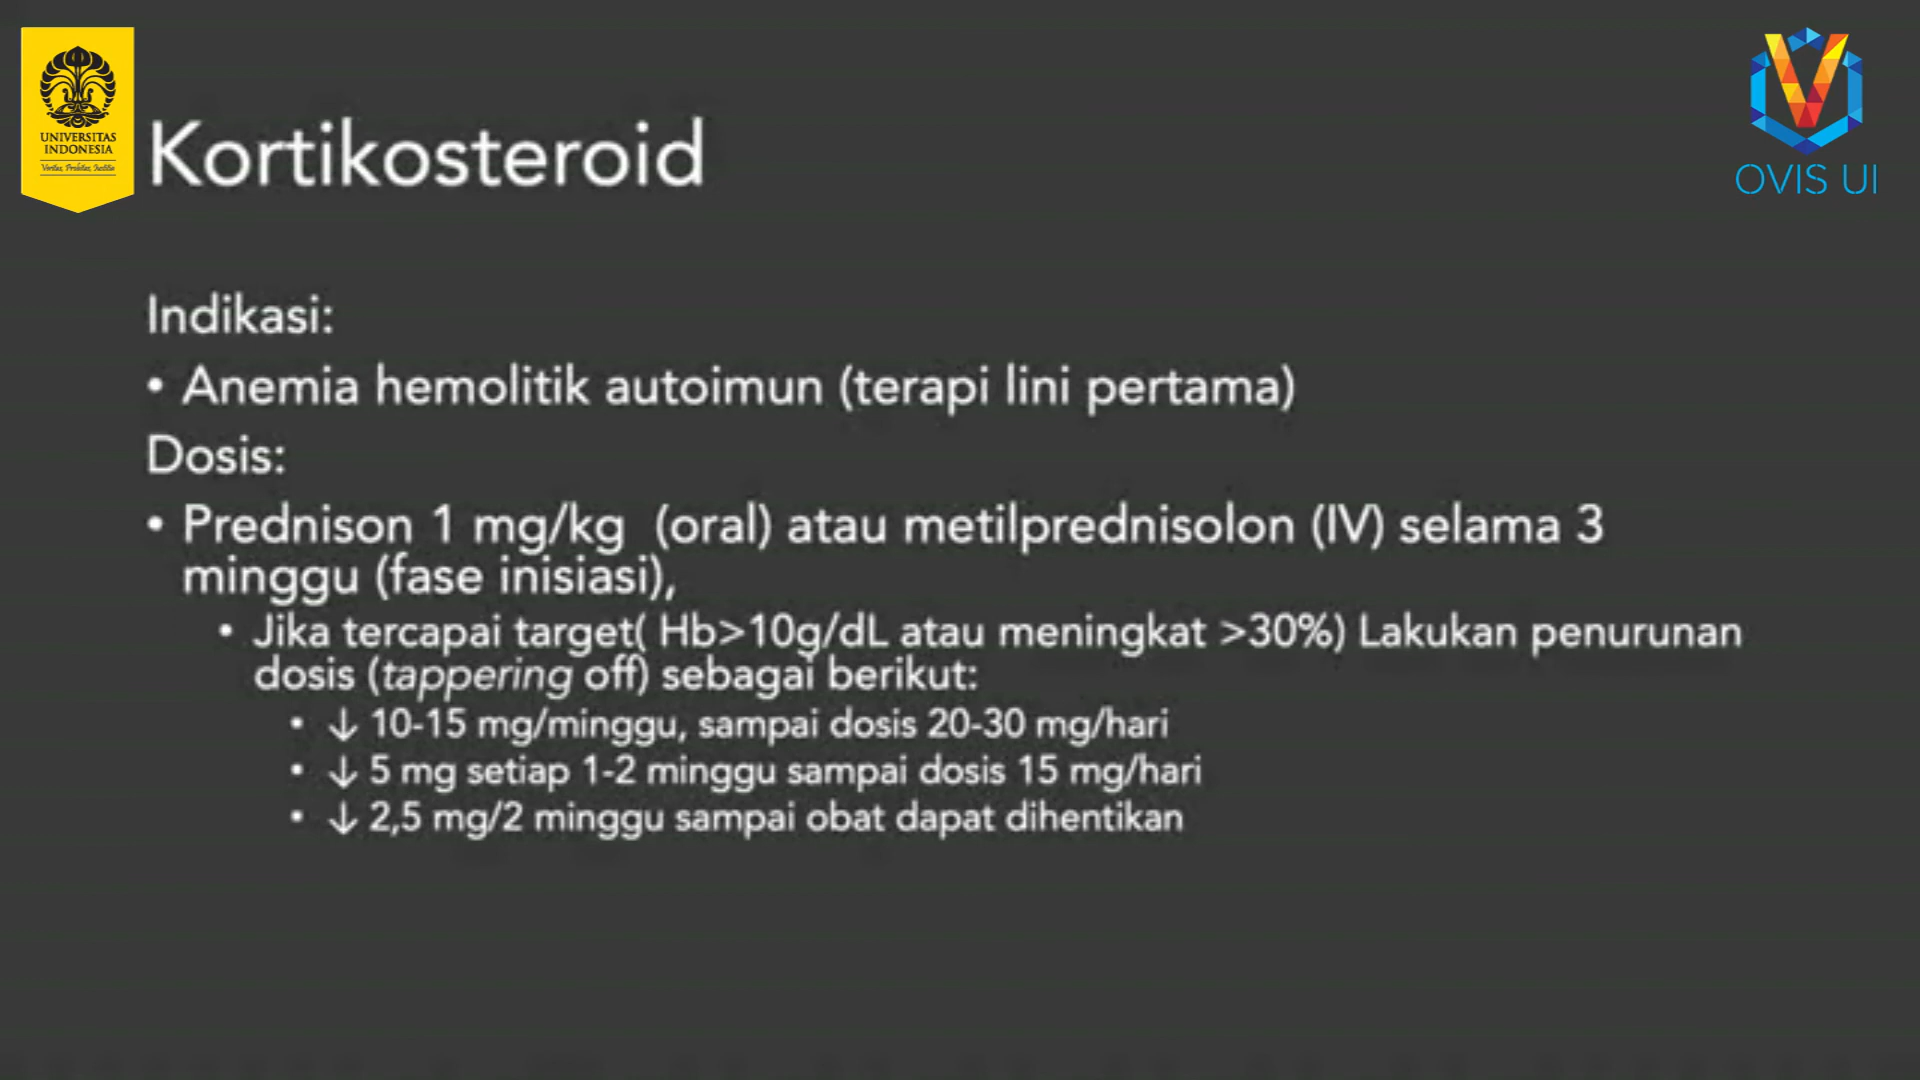 UNIVERSITAS
INDONESIA
Veritas, Probitas, Iustitia
OVIS UI
Kortikosteroid
Indikasi:
• Anemia hemolitik autoimun (terapi lini pertama)
Dosis:
• Prednison 1 mg/kg (oral) atau metilprednisolon (IV) selama 3
minggu (fase inisiasi),
• Jika tercapai target( Hb>10g/dL atau meningkat >30%) Lakukan penurunan
dosis (tappering off) sebagai berikut:
• ↓ 10-15 mg/minggu, sampai dosis 20-30 mg/hari
• ↓ 5 mg setiap 1-2 minggu sampai dosis 15 mg/hari
• ↓ 2,5 mg/2 minggu sampai obat dapat dihentikan